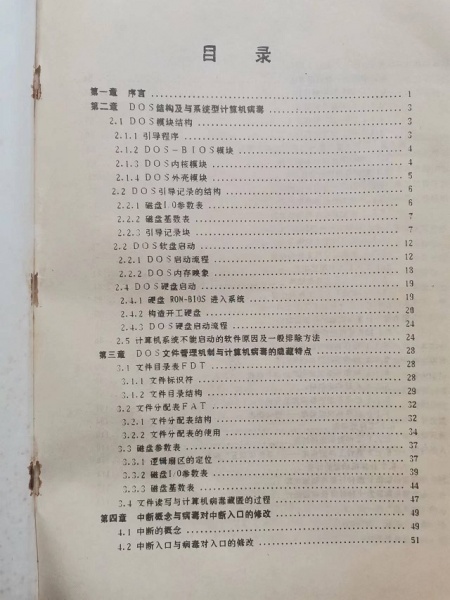 目 录
第一章 序言 1
第二章 DOS结构及与系统型计算机病毒 3
2.1 DOS模块结构 3
2.1.1 引导程序 3
2.1.2 DOS-BIOS模块 4
2.1.3 DOS内核模块 4
2.1.4 DOS外壳模块 5
2.2 DOS引导记录的结构 6
2.2.1 磁盘I/O参数表 6
2.2.2 磁盘基数表 7
2.2.3 引导记录块 7
2.2 DOS软盘启动 12
2.2.1 DOS启动流程 12
2.2.2 DOS内存映象 18
2.4 DOS硬盘启动 19
2.4.1 硬盘 ROM-BIOS 进入系统 19
2.4.2 构造开工硬盘 20
2.4.3 DOS硬盘启动流程 24
2.5 计算机系统不能启动的软件原因及一般排除方法 24
第三章 DOS文件管理机制与计算机病毒的隐藏特点 28
3.1 文件目录表FDT 28
3.1.1 文件标识符 28
3.1.2 文件目录结构 29
3.2 文件分配表FAT 32
3.2.1 文件分配表结构 32
3.2.2 文件分配表的使用 34
3.3 磁盘参数表 37
3.3.1 逻辑扇区的定位 37
3.3.2 磁盘I/O参数表 39
3.3.3 磁盘基数表 44
3.4 文件读写与计算机病毒藏匿的过程 47
第四章 中断概念与病毒对中断入口的修改 49
4.1 中断的概念 49
4.2 中断入口与病毒对入口的修改 51